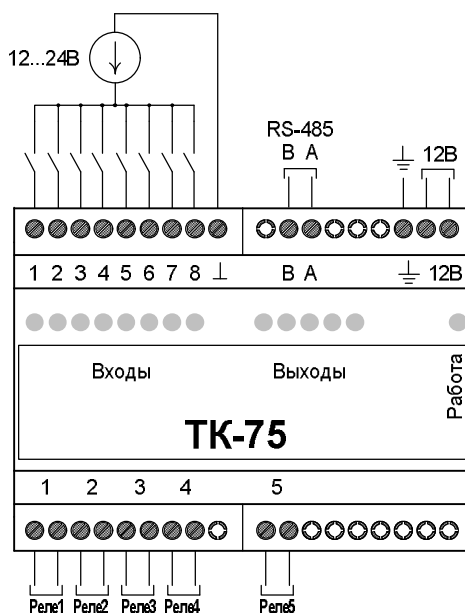 12...24В
RS-485
B A
12В
1 2 3 4 5 6 7 8 ⊥ B A ⏚ 12В
Входы Выходы Работа
ТК-75
1 2 3 4 5
Реле1 Реле2 Реле3 Реле4 Реле5